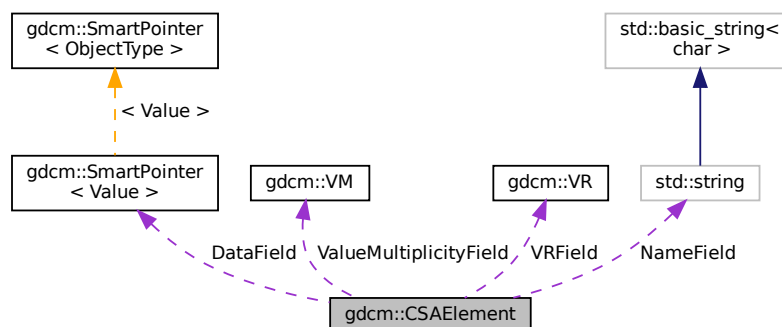 gdcm::SmartPointer
< ObjectType >
std::basic_string<
char >
< Value >
gdcm::SmartPointer
< Value >
gdcm::VM
gdcm::VR
std::string
DataField
ValueMultiplicityField
VRField
NameField
gdcm::CSAElement